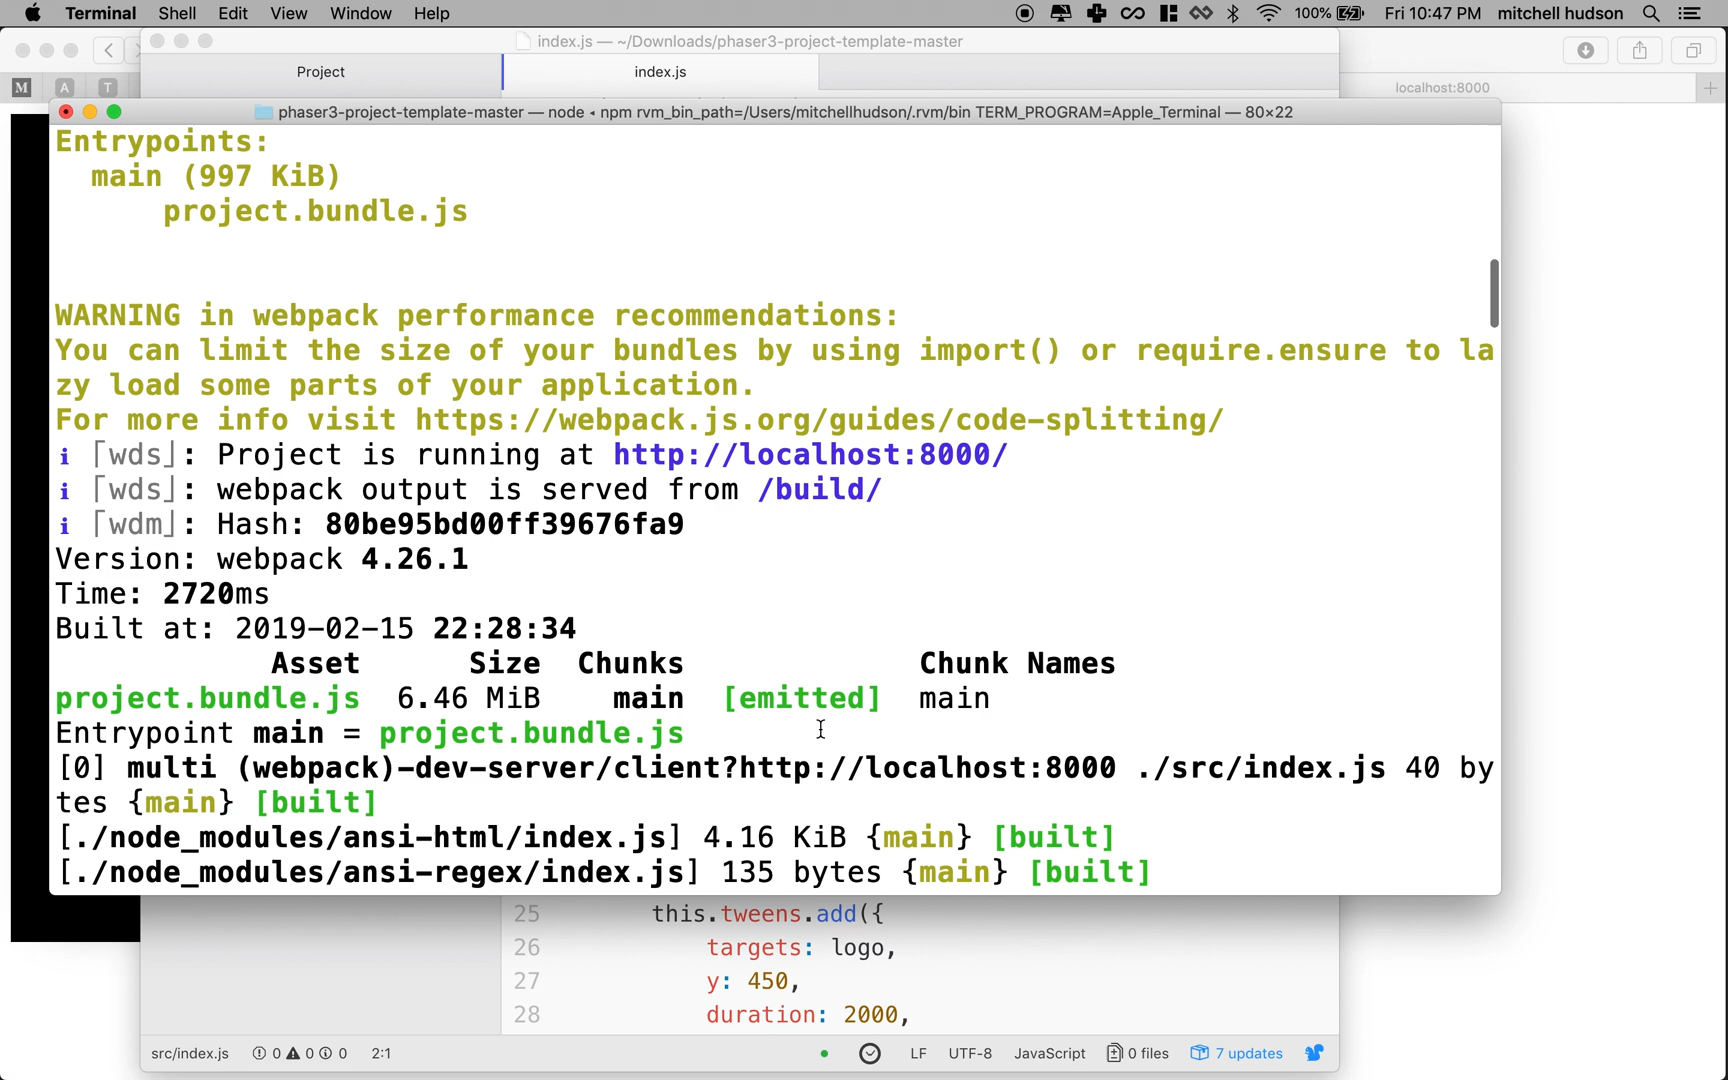 Terminal Shell Edit View Window Help 100% Fri 10:47 PM mitchell hudson
index.js — ~/Downloads/phaser3-project-template-master
Project index.js
M A T localhost:8000
phaser3-project-template-master — node ◂ npm rvm_bin_path=/Users/mitchellhudson/.rvm/bin TERM_PROGRAM=Apple_Terminal — 80×22
Entrypoints:
main (997 KiB)
project.bundle.js
WARNING in webpack performance recommendations:
You can limit the size of your bundles by using import() or require.ensure to la
zy load some parts of your application.
For more info visit https://webpack.js.org/guides/code-splitting/
ℹ ｢wds｣: Project is running at http://localhost:8000/
ℹ ｢wds｣: webpack output is served from /build/
ℹ ｢wdm｣: Hash: 80be95bd00ff39676fa9
Version: webpack 4.26.1
Time: 2720ms
Built at: 2019-02-15 22:28:34
Asset Size Chunks Chunk Names
project.bundle.js 6.46 MiB main [emitted] main
Entrypoint main = project.bundle.js
[0] multi (webpack)-dev-server/client?http://localhost:8000 ./src/index.js 40 by
tes {main} [built]
[./node_modules/ansi-html/index.js] 4.16 KiB {main} [built]
[./node_modules/ansi-regex/index.js] 135 bytes {main} [built]
25 this.tweens.add({
26 targets: logo,
27 y: 450,
28 duration: 2000,
src/index.js 0 0 0 2:1 LF UTF-8 JavaScript 0 files 7 updates